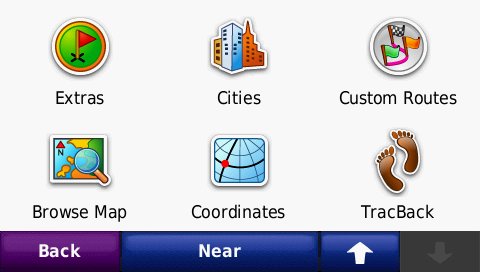 Extras
Cities
Custom Routes
N
Browse Map
Coordinates
TracBack
Back
Near